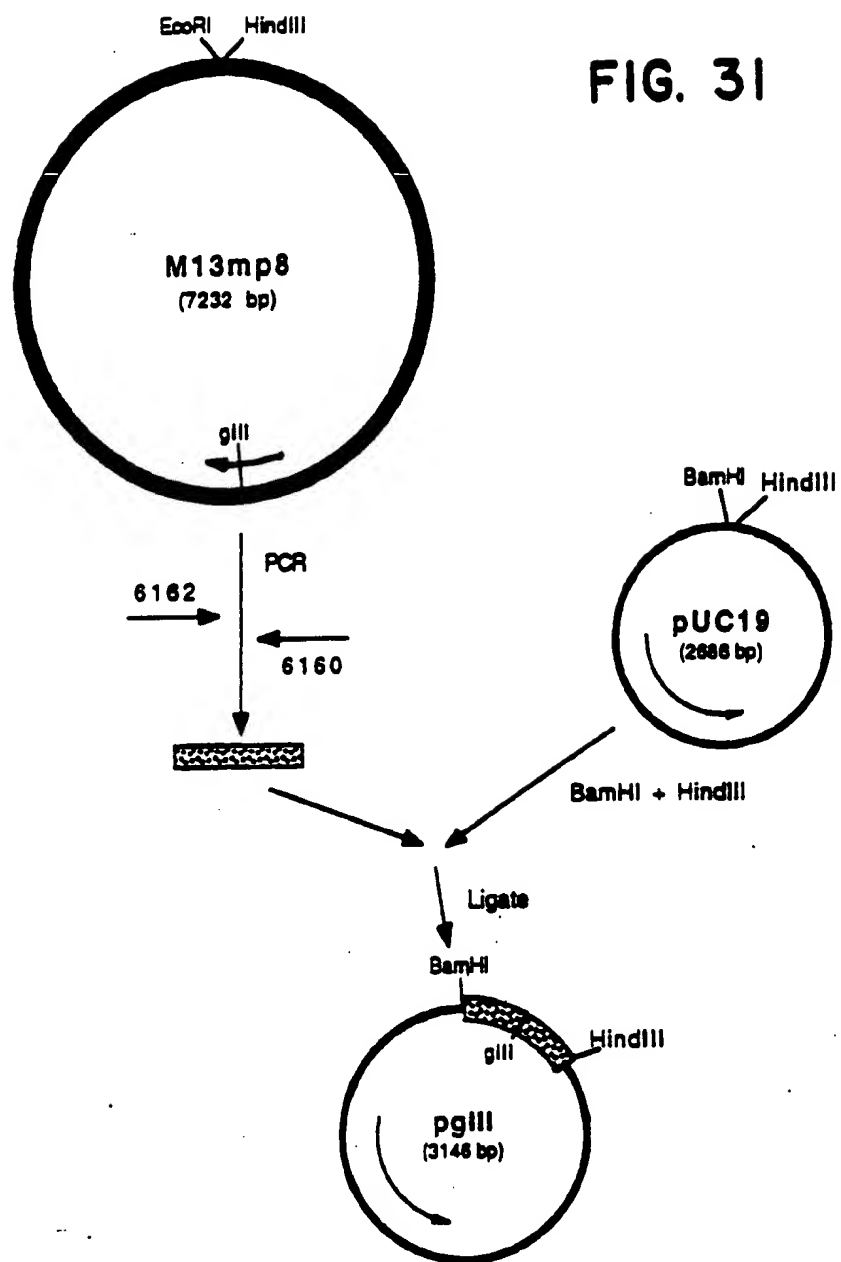 EcoRI HindIII
FIG. 31
M13mp8
(7232 bp)
gIII
PCR
6162
6160
BamHI HindIII
pUC19
(2686 bp)
BamHI + HindIII
Ligate
BamHI
gIII
HindIII
pgIII
(3146 bp)